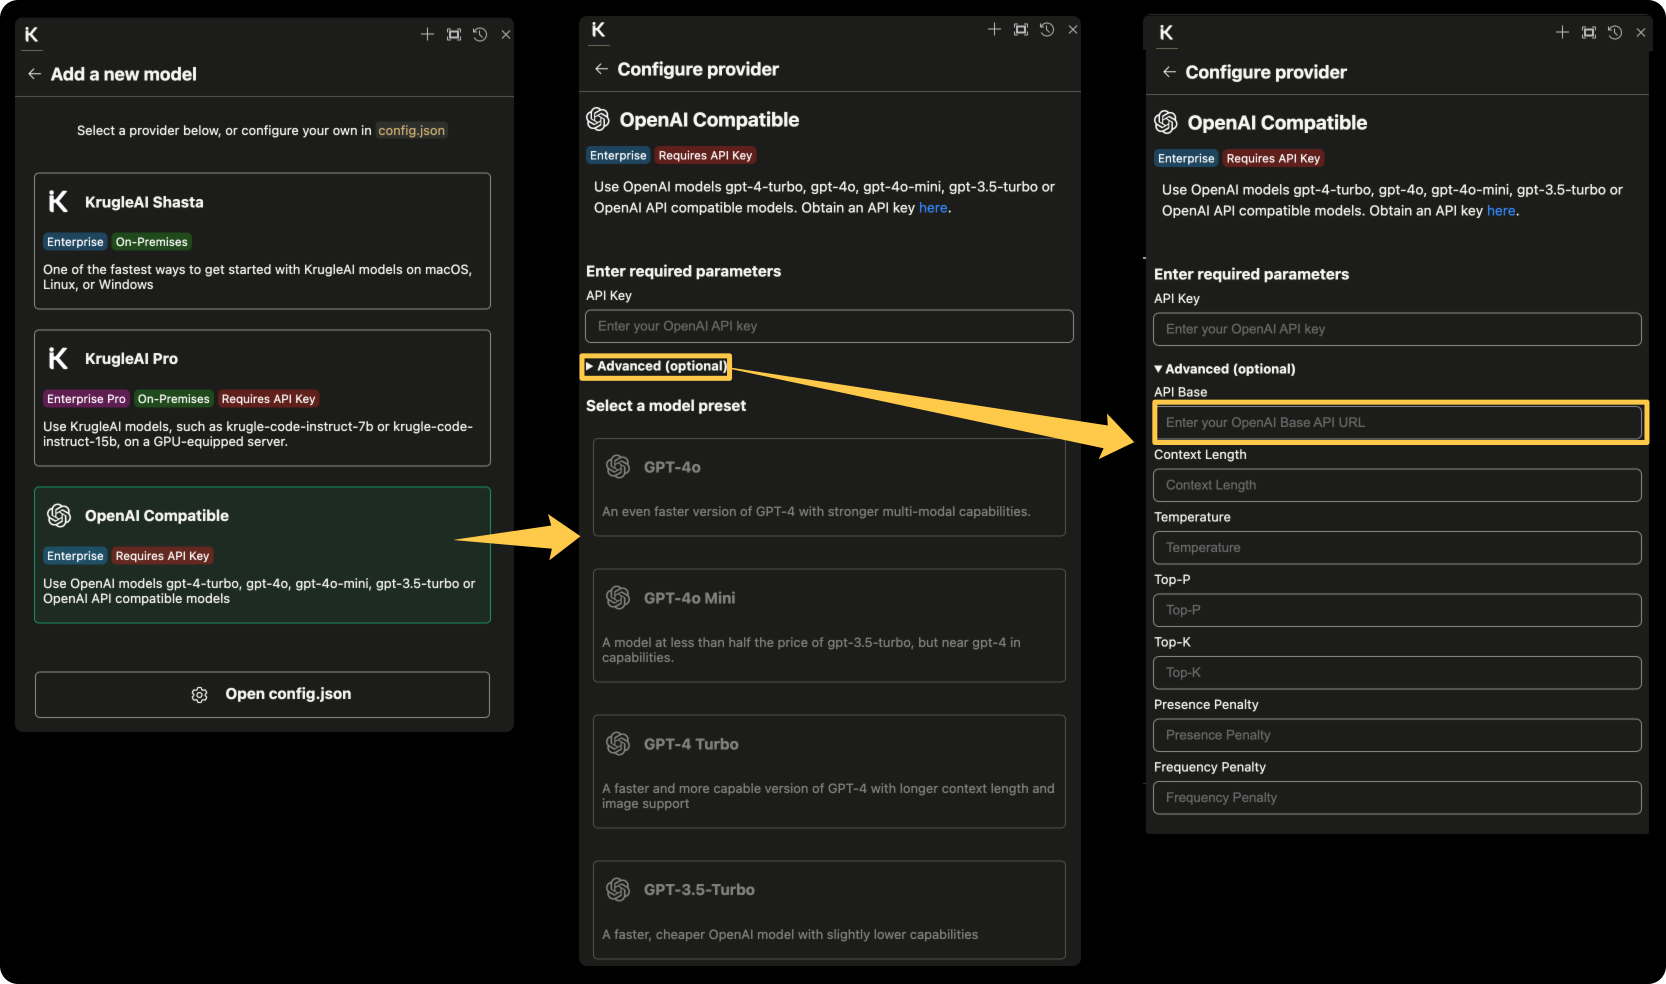 Add a new model
Select a provider below, or configure your own in config.json
KrugleAI Shasta
Enterprise On-Premises
One of the fastest ways to get started with KrugleAI models on macOS,
Linux, or Windows
KrugleAI Pro
Enterprise Pro On-Premises Requires API Key
Use KrugleAI models, such as krugle-code-instruct-7b or krugle-code-
instruct-15b, on a GPU-equipped server.
OpenAI Compatible
Enterprise Requires API Key
Use OpenAI models gpt-4-turbo, gpt-4o, gpt-4o-mini, gpt-3.5-turbo or
OpenAI API compatible models
Open config.json
Configure provider
OpenAI Compatible
Enterprise Requires API Key
Use OpenAI models gpt-4-turbo, gpt-4o, gpt-4o-mini, gpt-3.5-turbo or
OpenAI API compatible models. Obtain an API key here.
Enter required parameters
API Key
Enter your OpenAI API key
Advanced (optional)
Select a model preset
GPT-4o
An even faster version of GPT-4 with stronger multi-modal capabilities.
GPT-4o Mini
A model at less than half the price of gpt-3.5-turbo, but near gpt-4 in
capabilities.
GPT-4 Turbo
A faster and more capable version of GPT-4 with longer context length and
image support
GPT-3.5-Turbo
A faster, cheaper OpenAI model with slightly lower capabilities
Configure provider
OpenAI Compatible
Enterprise Requires API Key
Use OpenAI models gpt-4-turbo, gpt-4o, gpt-4o-mini, gpt-3.5-turbo or
OpenAI API compatible models. Obtain an API key here.
Enter required parameters
API Key
Enter your OpenAI API key
Advanced (optional)
API Base
Enter your OpenAI Base API URL
Context Length
Context Length
Temperature
Temperature
Top-P
Top-P
Top-K
Top-K
Presence Penalty
Presence Penalty
Frequency Penalty
Frequency Penalty